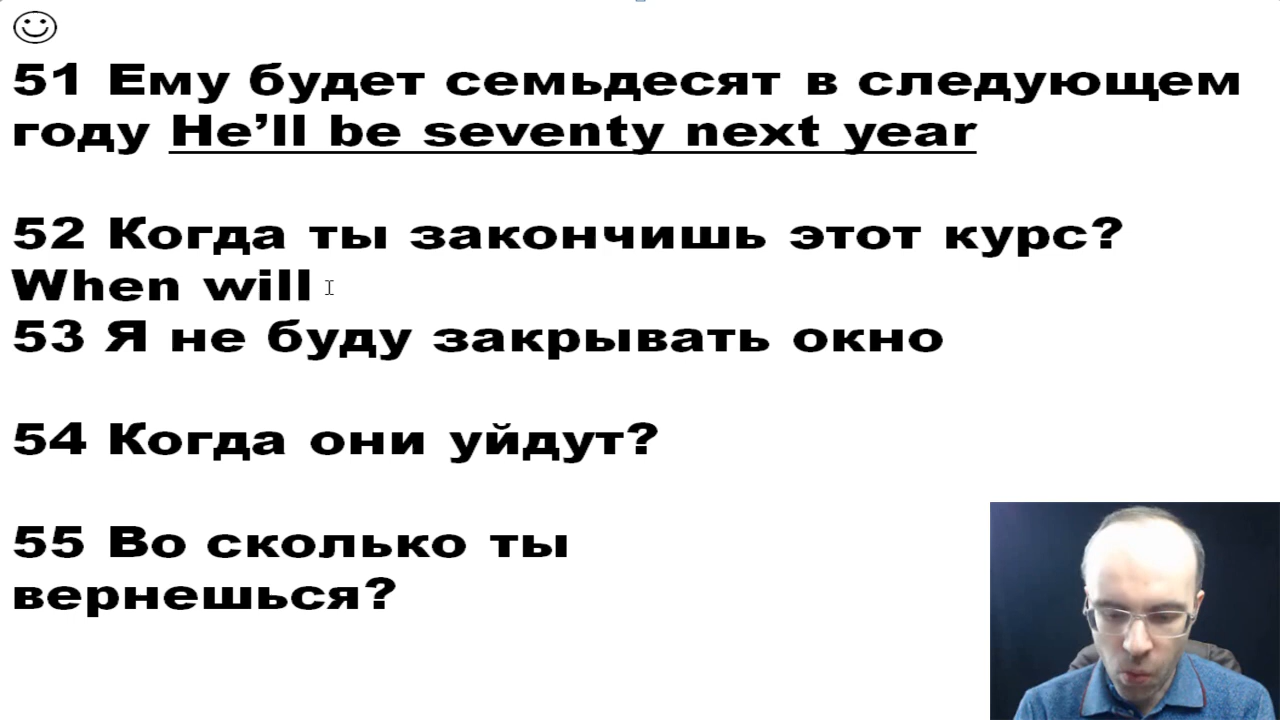 51 Ему будет семьдесят в следующем
году He’ll be seventy next year
52 Когда ты закончишь этот курс?
When will
53 Я не буду закрывать окно
54 Когда они уйдут?
55 Во сколько ты
вернешься?